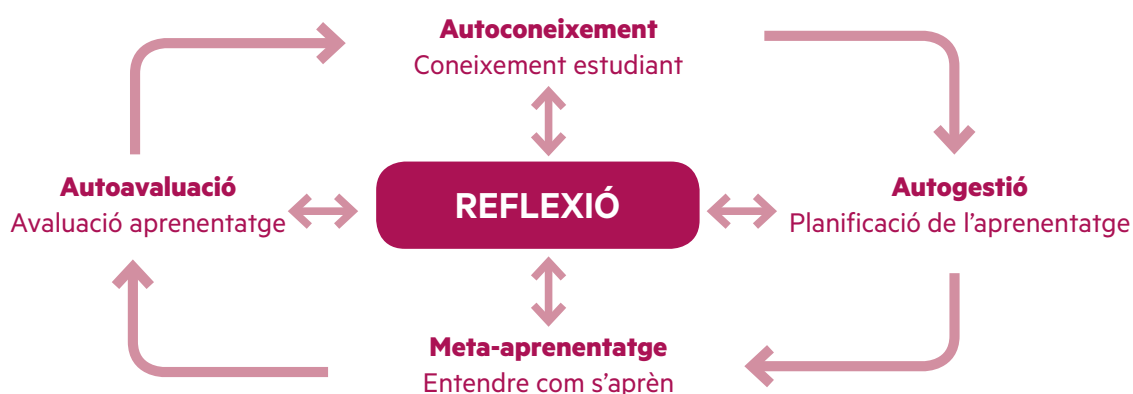 Autoconeixement
Coneixement estudiant
Autoavaluació
Avaluació aprenentatge
REFLEXIÓ
Autogestió
Planificació de l’aprenentatge
Meta-aprenentatge
Entendre com s’aprèn